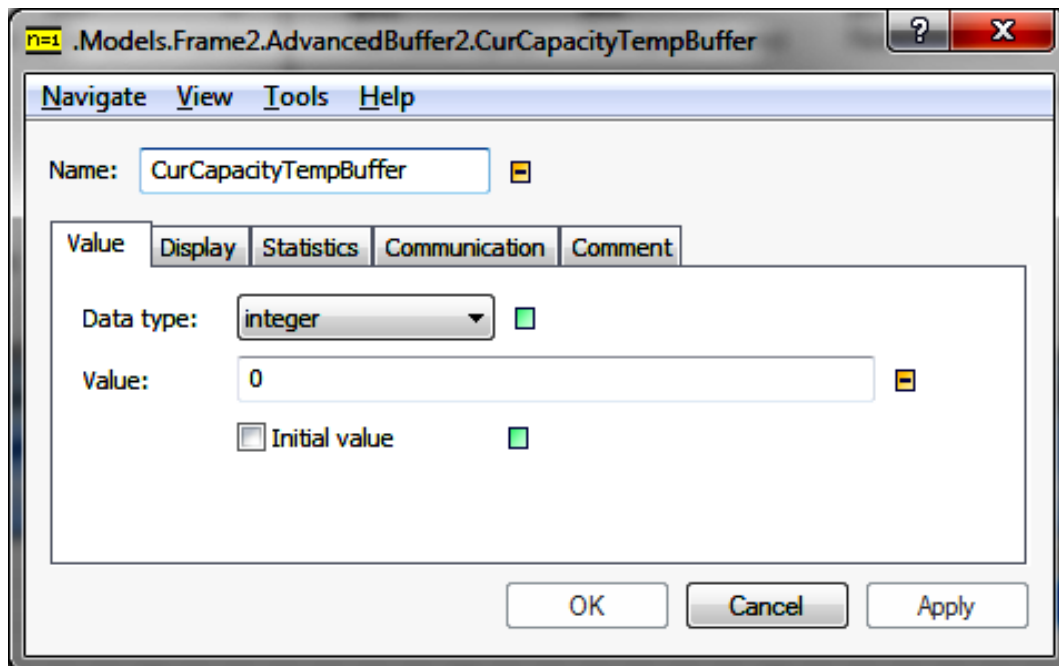 n=1 .Models.Frame2.AdvancedBuffer2.CurCapacityTempBuffer ? X
Navigate View Tools Help
Name: CurCapacityTempBuffer
Value Display Statistics Communication Comment
Data type: integer
Value: 0
Initial value
OK Cancel Apply